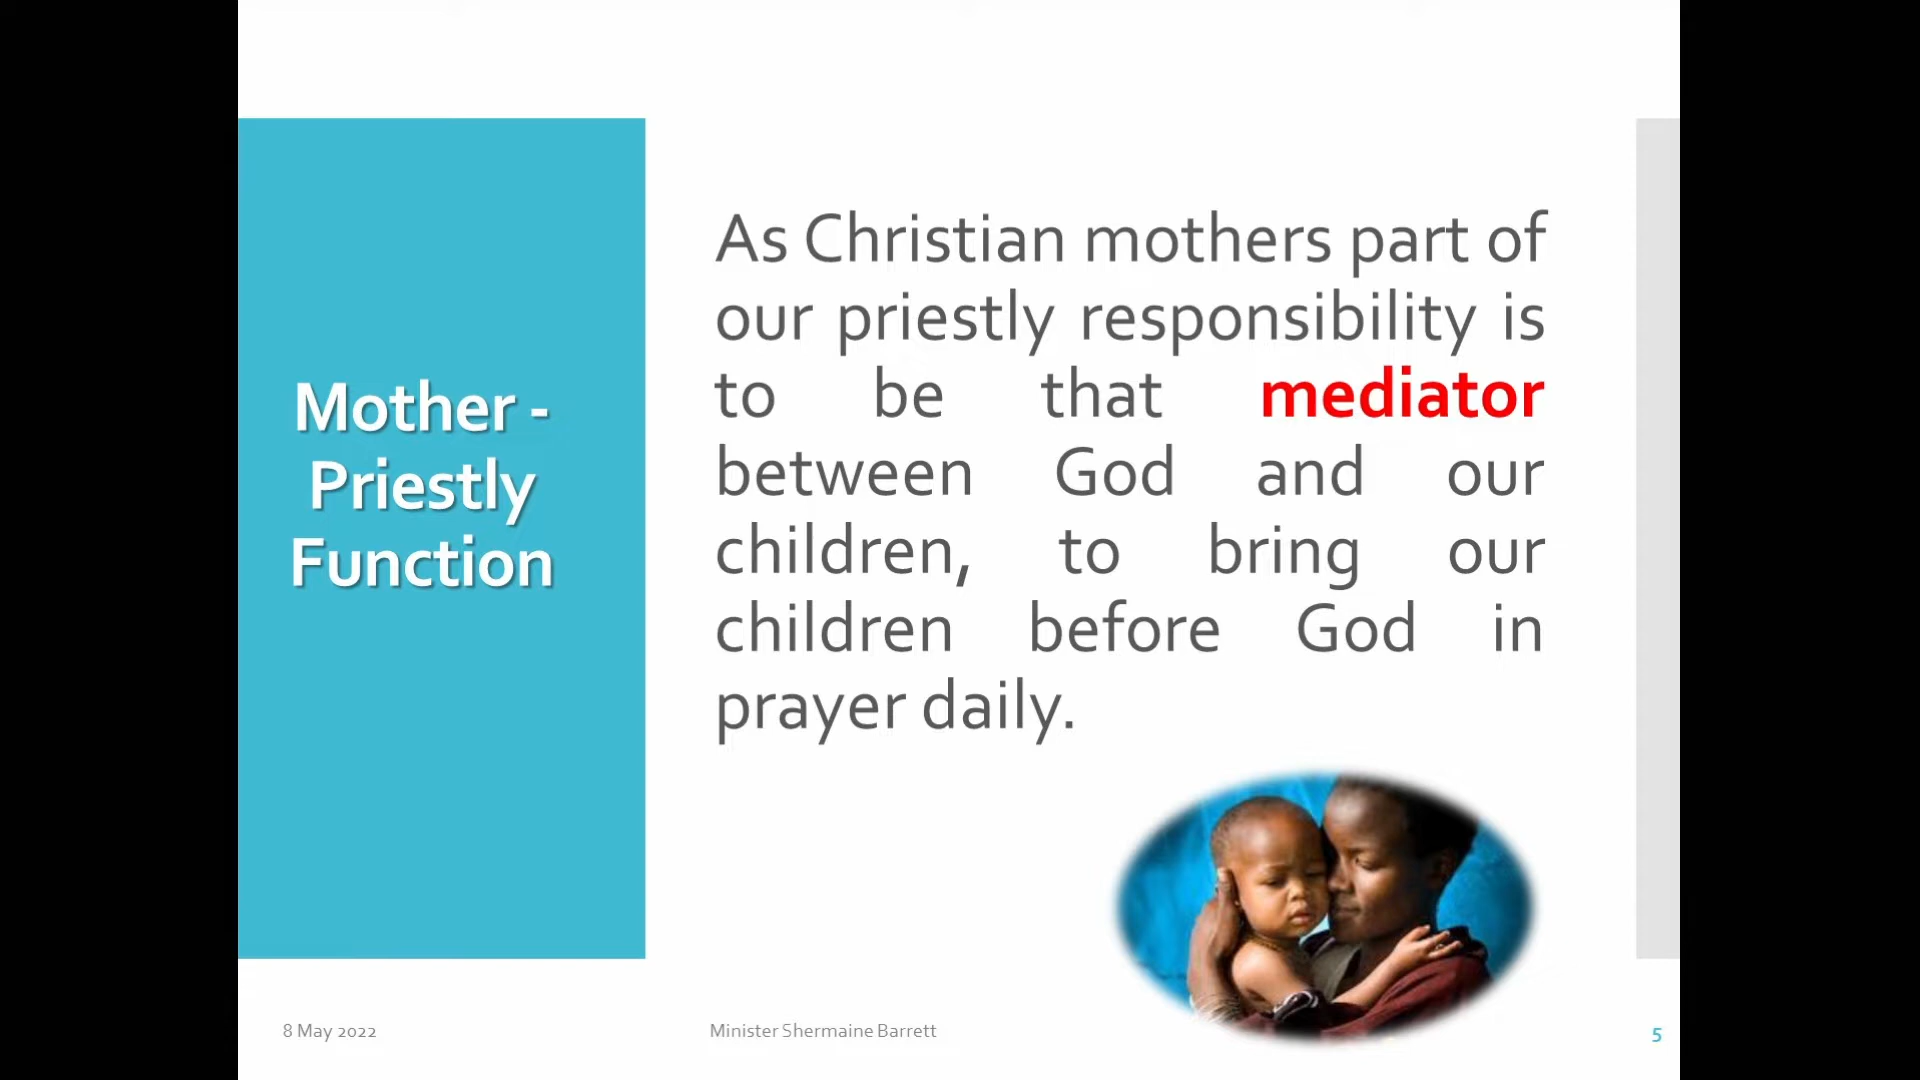 Mother -
Priestly
Function
As Christian mothers part of
our priestly responsibility is
to be that mediator
between God and our
children, to bring our
children before God in
prayer daily.
8 May 2022
Minister Shermaine Barrett
5